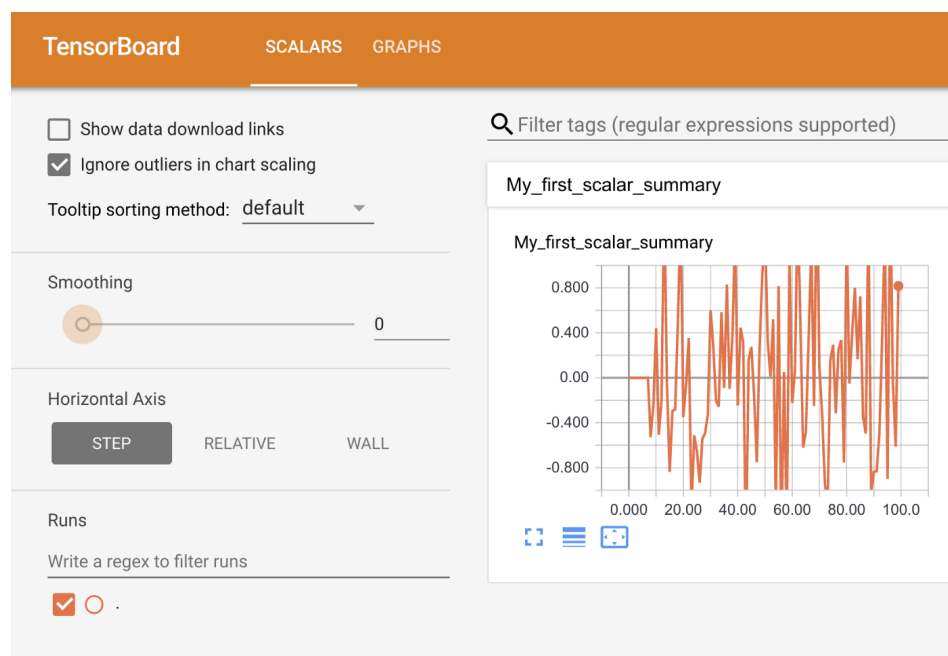 TensorBoard SCALARS GRAPHS
Show data download links
Ignore outliers in chart scaling
Tooltip sorting method: default
Smoothing
0
Horizontal Axis
STEP RELATIVE WALL
Runs
Write a regex to filter runs
.
Filter tags (regular expressions supported)
My_first_scalar_summary
My_first_scalar_summary
0.800
0.400
0.00
-0.400
-0.800
0.000 20.00 40.00 60.00 80.00 100.0